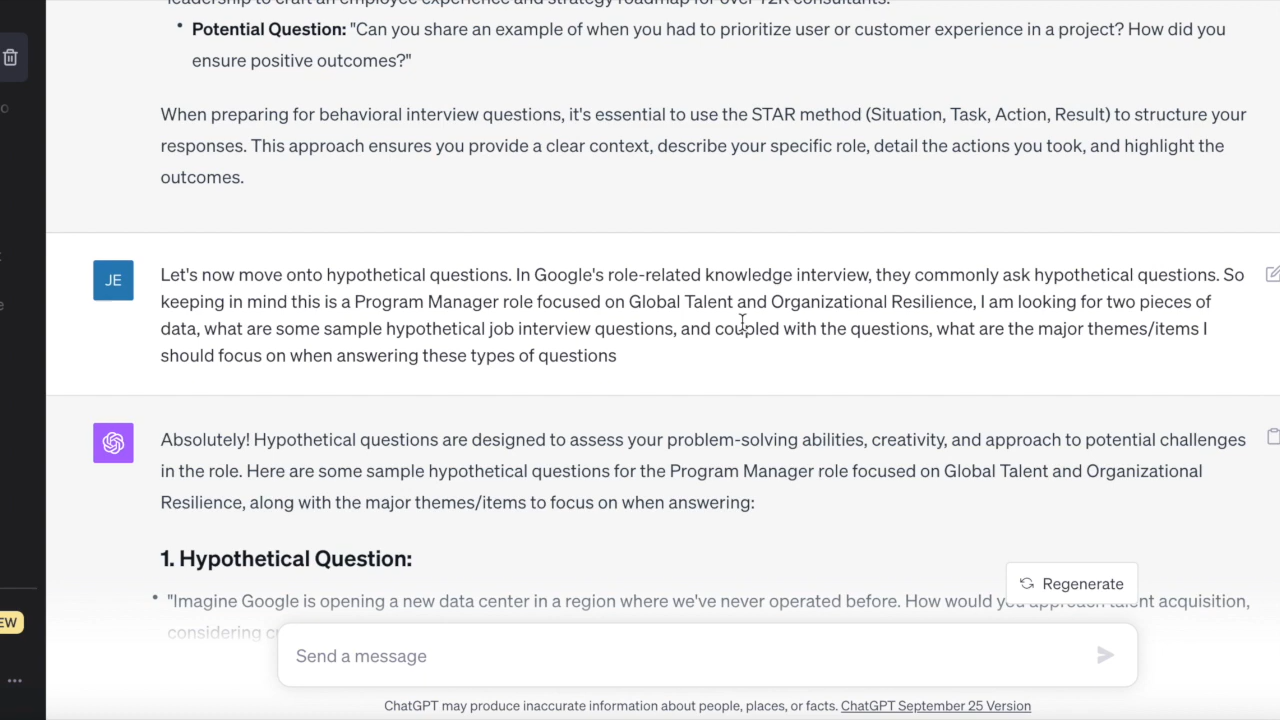 leadership to craft an employee experience and strategy roadmap for over 12K consultants.
• Potential Question: "Can you share an example of when you had to prioritize user or customer experience in a project? How did you
ensure positive outcomes?"
When preparing for behavioral interview questions, it's essential to use the STAR method (Situation, Task, Action, Result) to structure your
responses. This approach ensures you provide a clear context, describe your specific role, detail the actions you took, and highlight the
outcomes.
JE
Let's now move onto hypothetical questions. In Google's role-related knowledge interview, they commonly ask hypothetical questions. So
keeping in mind this is a Program Manager role focused on Global Talent and Organizational Resilience, I am looking for two pieces of
data, what are some sample hypothetical job interview questions, and coupled with the questions, what are the major themes/items I
should focus on when answering these types of questions
Absolutely! Hypothetical questions are designed to assess your problem-solving abilities, creativity, and approach to potential challenges
in the role. Here are some sample hypothetical questions for the Program Manager role focused on Global Talent and Organizational
Resilience, along with the major themes/items to focus on when answering:
1. Hypothetical Question:
Regenerate
• "Imagine Google is opening a new data center in a region where we've never operated before. How would you approach talent acquisition,
considering
EW
Send a message
ChatGPT may produce inaccurate information about people, places, or facts. ChatGPT September 25 Version